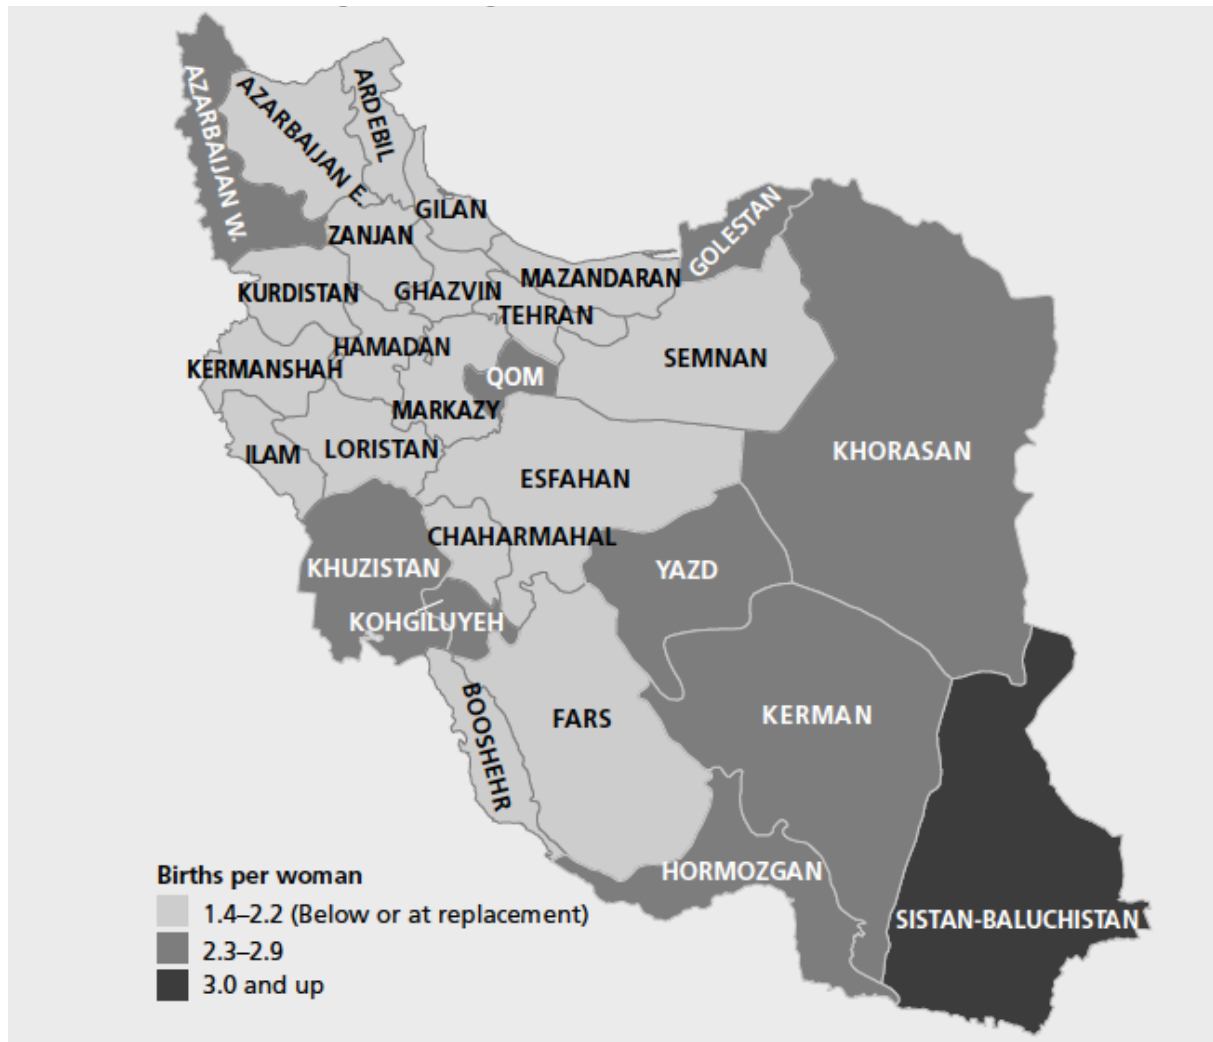 ARDEBIL
AZARBAIJAN E.
AZARBAIJAN W.
GILAN
GOLESTAN
ZANJAN
MAZANDARAN
KURDISTAN
GHAZVIN
TEHRAN
HAMADAN
SEMNAN
KERMANSHAH
QOM
MARKAZY
ILAM
LORISTAN
KHORASAN
ESFAHAN
CHAHARMAHAL
KHUZISTAN
YAZD
KOHGILUYEH
BOOSHEHR
FARS
KERMAN
HORMOZGAN
SISTAN-BALUCHISTAN
Births per woman
1.4–2.2 (Below or at replacement)
2.3–2.9
3.0 and up